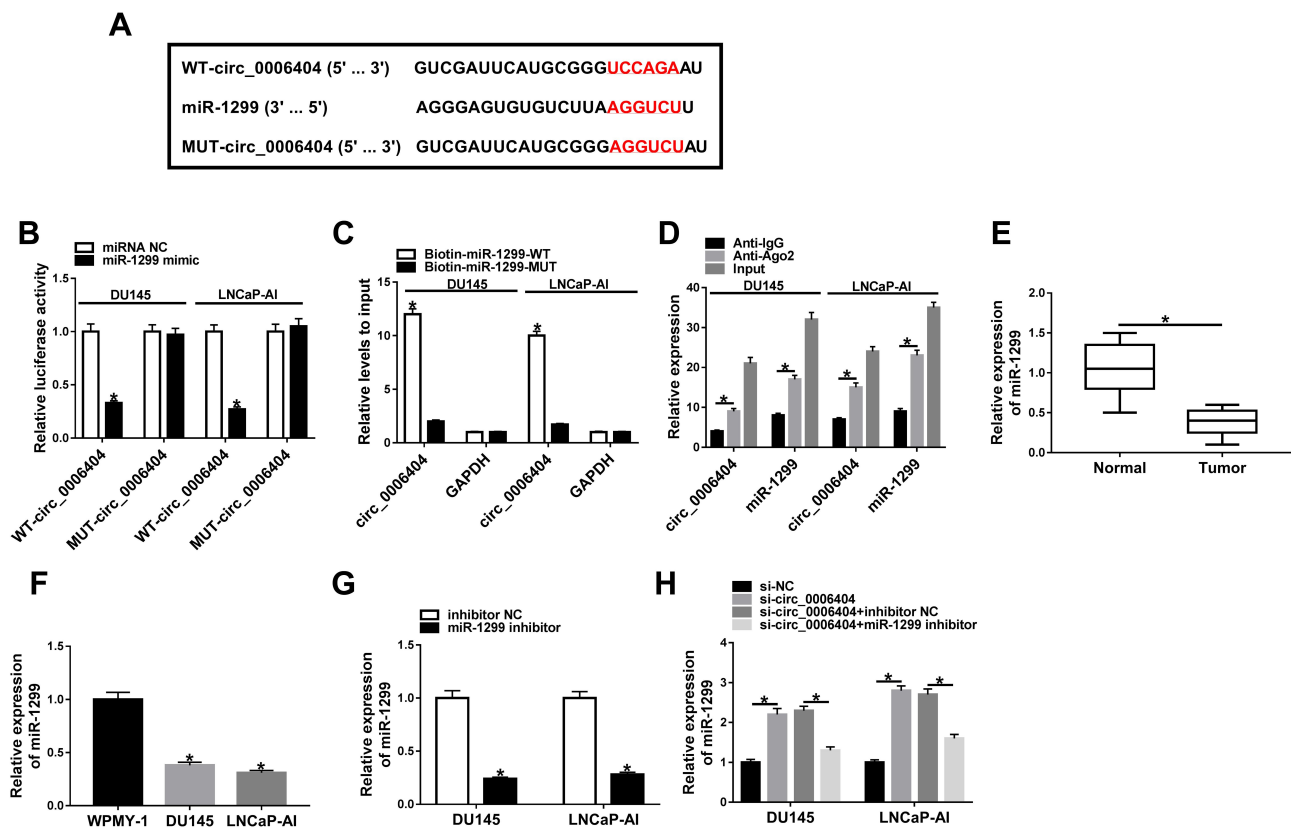 A
WT-circ_0006404 (5' ... 3') GUCGAUUCAUGCGGGUCCAGAAU
miR-1299 (3' ... 5') AGGGAGUGUGUCUUAAGGUCUU
MUT-circ_0006404 (5' ... 3') GUCGAUUCAUGCGGGAGGUCUAU
B
miRNA NC
miR-1299 mimic
Relative luciferase activity
1.5
1.0
0.5
0.0
DU145
LNCaP-AI
*
*
WT-circ_0006404
MUT-circ_0006404
WT-circ_0006404
MUT-circ_0006404
C
Biotin-miR-1299-WT
Biotin-miR-1299-MUT
Relative levels to input
15
10
5
0
DU145
LNCaP-AI
*
*
circ_0006404
GAPDH
circ_0006404
GAPDH
D
Anti-IgG
Anti-Ago2
Input
Relative expression
40
30
20
10
0
DU145
LNCaP-AI
*
*
*
*
circ_0006404
miR-1299
circ_0006404
miR-1299
E
Relative expression
of miR-1299
2.0
1.5
1.0
0.5
0.0
*
Normal
Tumor
F
Relative expression
of miR-1299
1.5
1.0
0.5
0.0
*
*
WPMY-1
DU145
LNCaP-AI
G
inhibitor NC
miR-1299 inhibitor
Relative expression
of miR-1299
1.5
1.0
0.5
0.0
*
*
DU145
LNCaP-AI
H
si-NC
si-circ_0006404
si-circ_0006404+inhibitor NC
si-circ_0006404+miR-1299 inhibitor
Relative expression
of miR-1299
4
3
2
1
0
*
*
*
*
DU145
LNCaP-AI